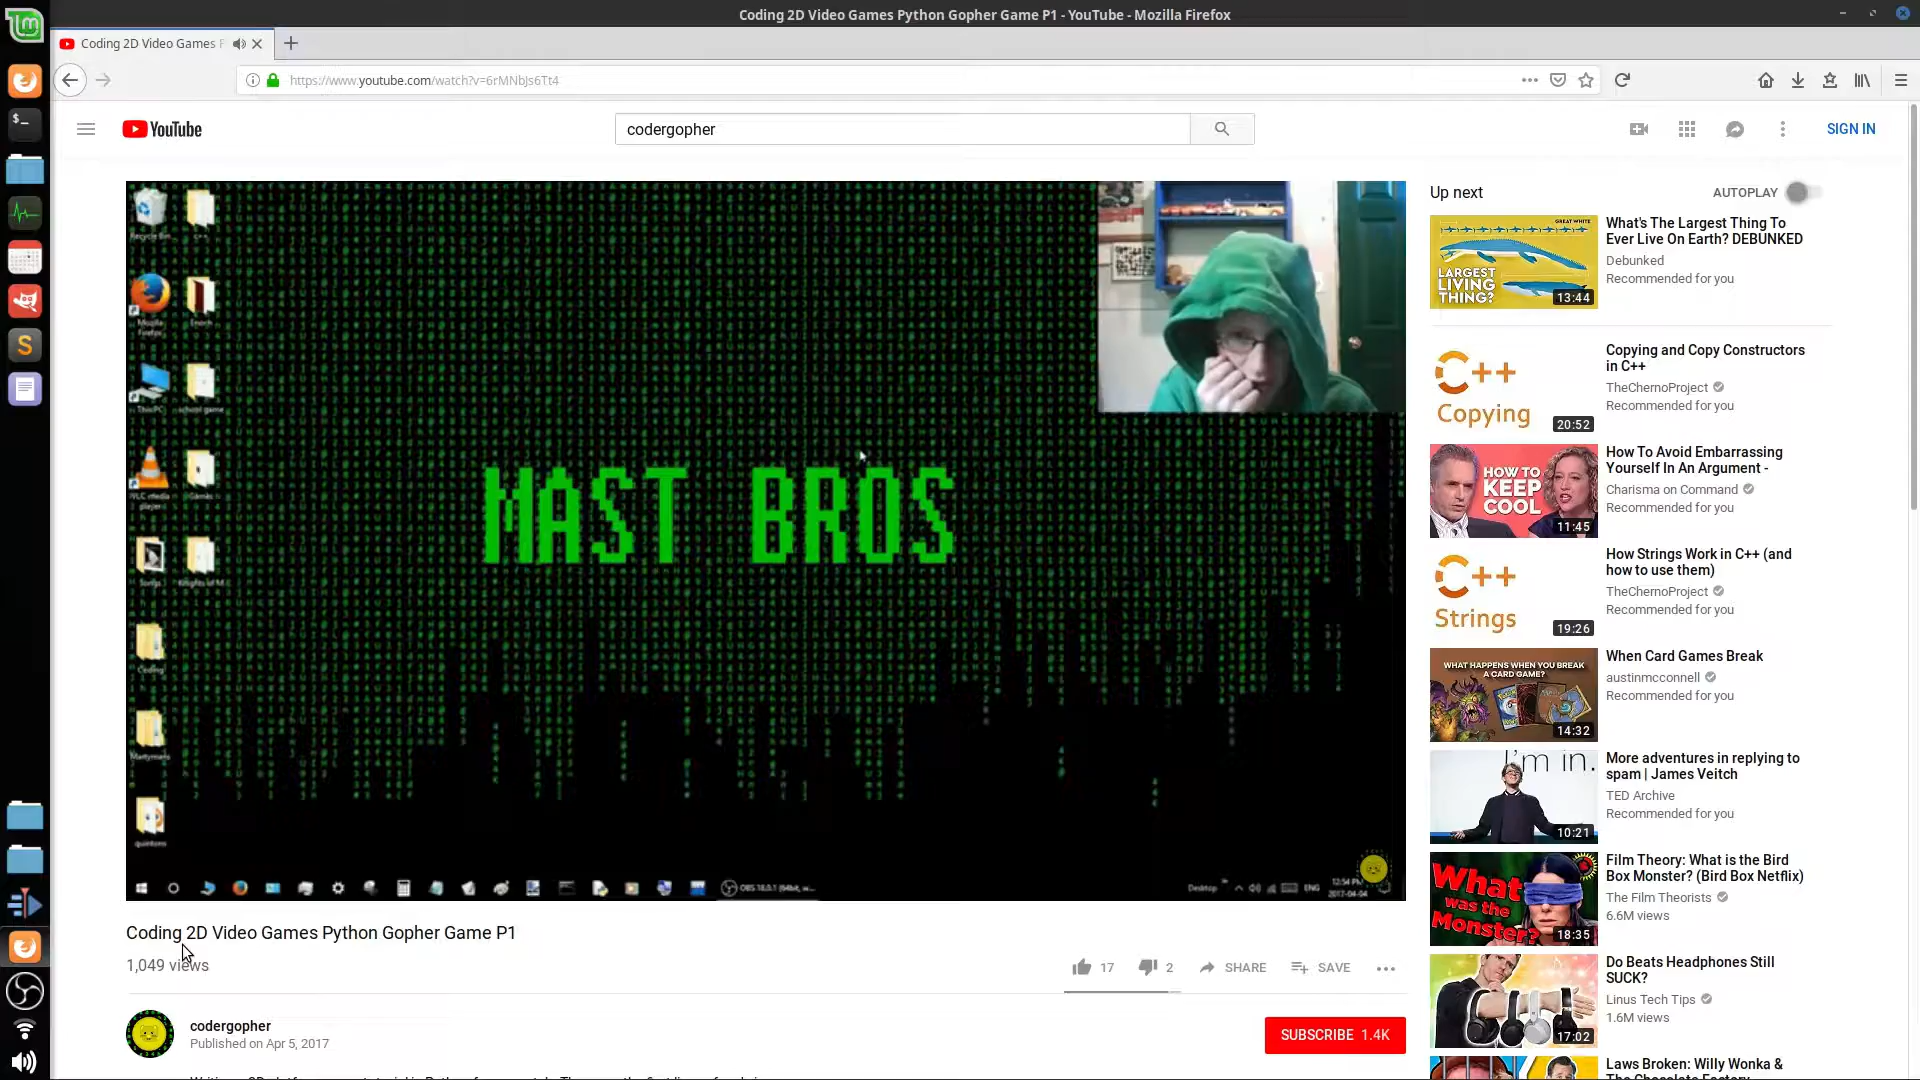 Coding 2D Video Games Python Gopher Game P1 - YouTube - Mozilla Firefox
Coding 2D Video Games
https://www.youtube.com/watch?v=6rMNbJs6Tt4
YouTube
codergopher
SIGN IN
MAST BROS
Coding 2D Video Games Python Gopher Game P1
1,049 views
17
2
SHARE
SAVE
codergopher
Published on Apr 5, 2017
SUBSCRIBE 1.4K
Up next
AUTOPLAY
GREAT WHITE
LARGEST
LIVING
THING?
13:44
What's The Largest Thing To
Ever Live On Earth? DEBUNKED
Debunked
Recommended for you
C++
Copying
20:52
Copying and Copy Constructors
in C++
TheChernoProject
Recommended for you
HOW TO
KEEP
COOL
11:45
How To Avoid Embarrassing
Yourself In An Argument -
Charisma on Command
Recommended for you
C++
Strings
19:26
How Strings Work in C++ (and
how to use them)
TheChernoProject
Recommended for you
WHAT HAPPENS WHEN YOU BREAK
A CARD GAME?
14:32
When Card Games Break
austinmcconnell
Recommended for you
I'm in.
10:21
More adventures in replying to
spam | James Veitch
TED Archive
Recommended for you
What
was the
Monster?
18:35
Film Theory: What is the Bird
Box Monster? (Bird Box Netflix)
The Film Theorists
6.6M views
17:02
Do Beats Headphones Still
SUCK?
Linus Tech Tips
1.6M views
Laws Broken: Willy Wonka &